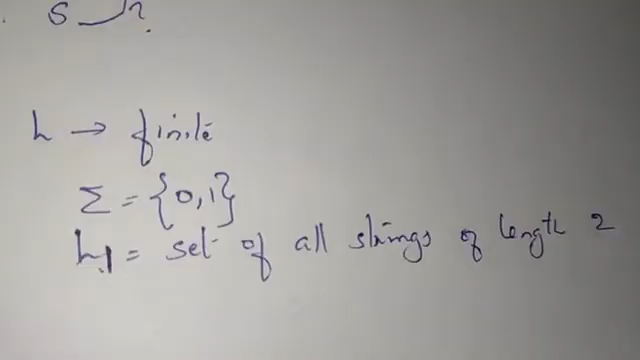 L → finite
Σ = {0,1}
L1 = set of all strings of length 2